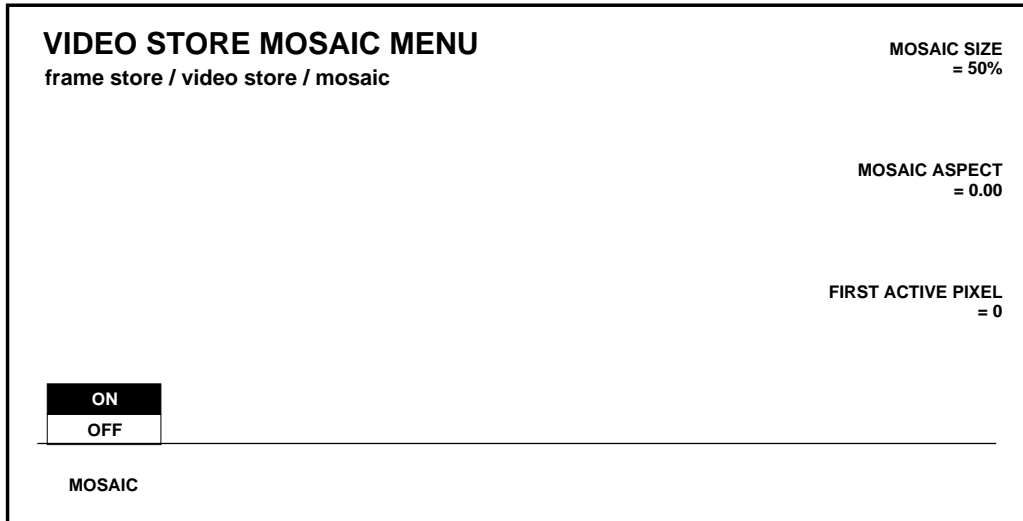 VIDEO STORE MOSAIC MENU
frame store / video store / mosaic
MOSAIC SIZE
= 50%
MOSAIC ASPECT
= 0.00
FIRST ACTIVE PIXEL
= 0
ON
OFF
MOSAIC